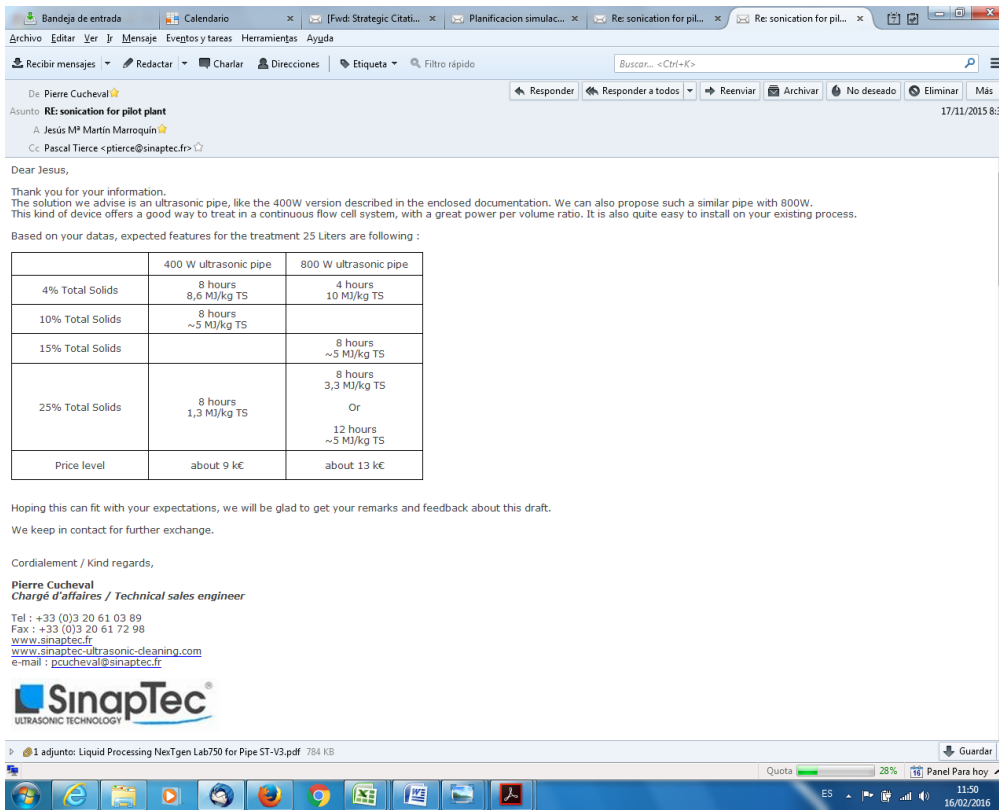 Bandeja de entrada
Calendario
[Fwd: Strategic Citati...
Planificacion simulac...
Re: sonication for pil...
Re: sonication for pil...
Archivo Editar Ver Ir Mensaje Eventos y tareas Herramientas Ayuda
Recibir mensajes Redactar Charlar Direcciones Etiqueta Filtro rápido Buscar... <Ctrl+K>
De Pierre Cucheval
Responder Responder a todos Reenviar Archivar No deseado Eliminar Más
Asunto RE: sonication for pilot plant
17/11/2015 8:3
A Jesús Mª Martín Marroquín
Cc Pascal Tierce <ptierce@sinaptec.fr>
Dear Jesus,
Thank you for your information.
The solution we advise is an ultrasonic pipe, like the 400W version described in the enclosed documentation. We can also propose such a similar pipe with 800W.
This kind of device offers a good way to treat in a continuous flow cell system, with a great power per volume ratio. It is also quite easy to install on your existing process.
Based on your datas, expected features for the treatment 25 Liters are following :
400 W ultrasonic pipe 800 W ultrasonic pipe
4% Total Solids
8 hours
8,6 MJ/kg TS
4 hours
10 MJ/kg TS
10% Total Solids
8 hours
~5 MJ/kg TS
15% Total Solids
8 hours
~5 MJ/kg TS
25% Total Solids
8 hours
1,3 MJ/kg TS
8 hours
3,3 MJ/kg TS
Or
12 hours
~5 MJ/kg TS
Price level about 9 k€ about 13 k€
Hoping this can fit with your expectations, we will be glad to get your remarks and feedback about this draft.
We keep in contact for further exchange.
Cordialement / Kind regards,
Pierre Cucheval
Chargé d'affaires / Technical sales engineer
Tel : +33 (0)3 20 61 03 89
Fax : +33 (0)3 20 61 72 98
www.sinaptec.fr
www.sinaptec-ultrasonic-cleaning.com
e-mail : pcucheval@sinaptec.fr
SinapTec®
ULTRASONIC TECHNOLOGY
1 adjunto: Liquid Processing NexTgen Lab750 for Pipe ST-V3.pdf 784 KB
Guardar
Quota 28% 16 Panel Para hoy
ES
11:50
16/02/2016